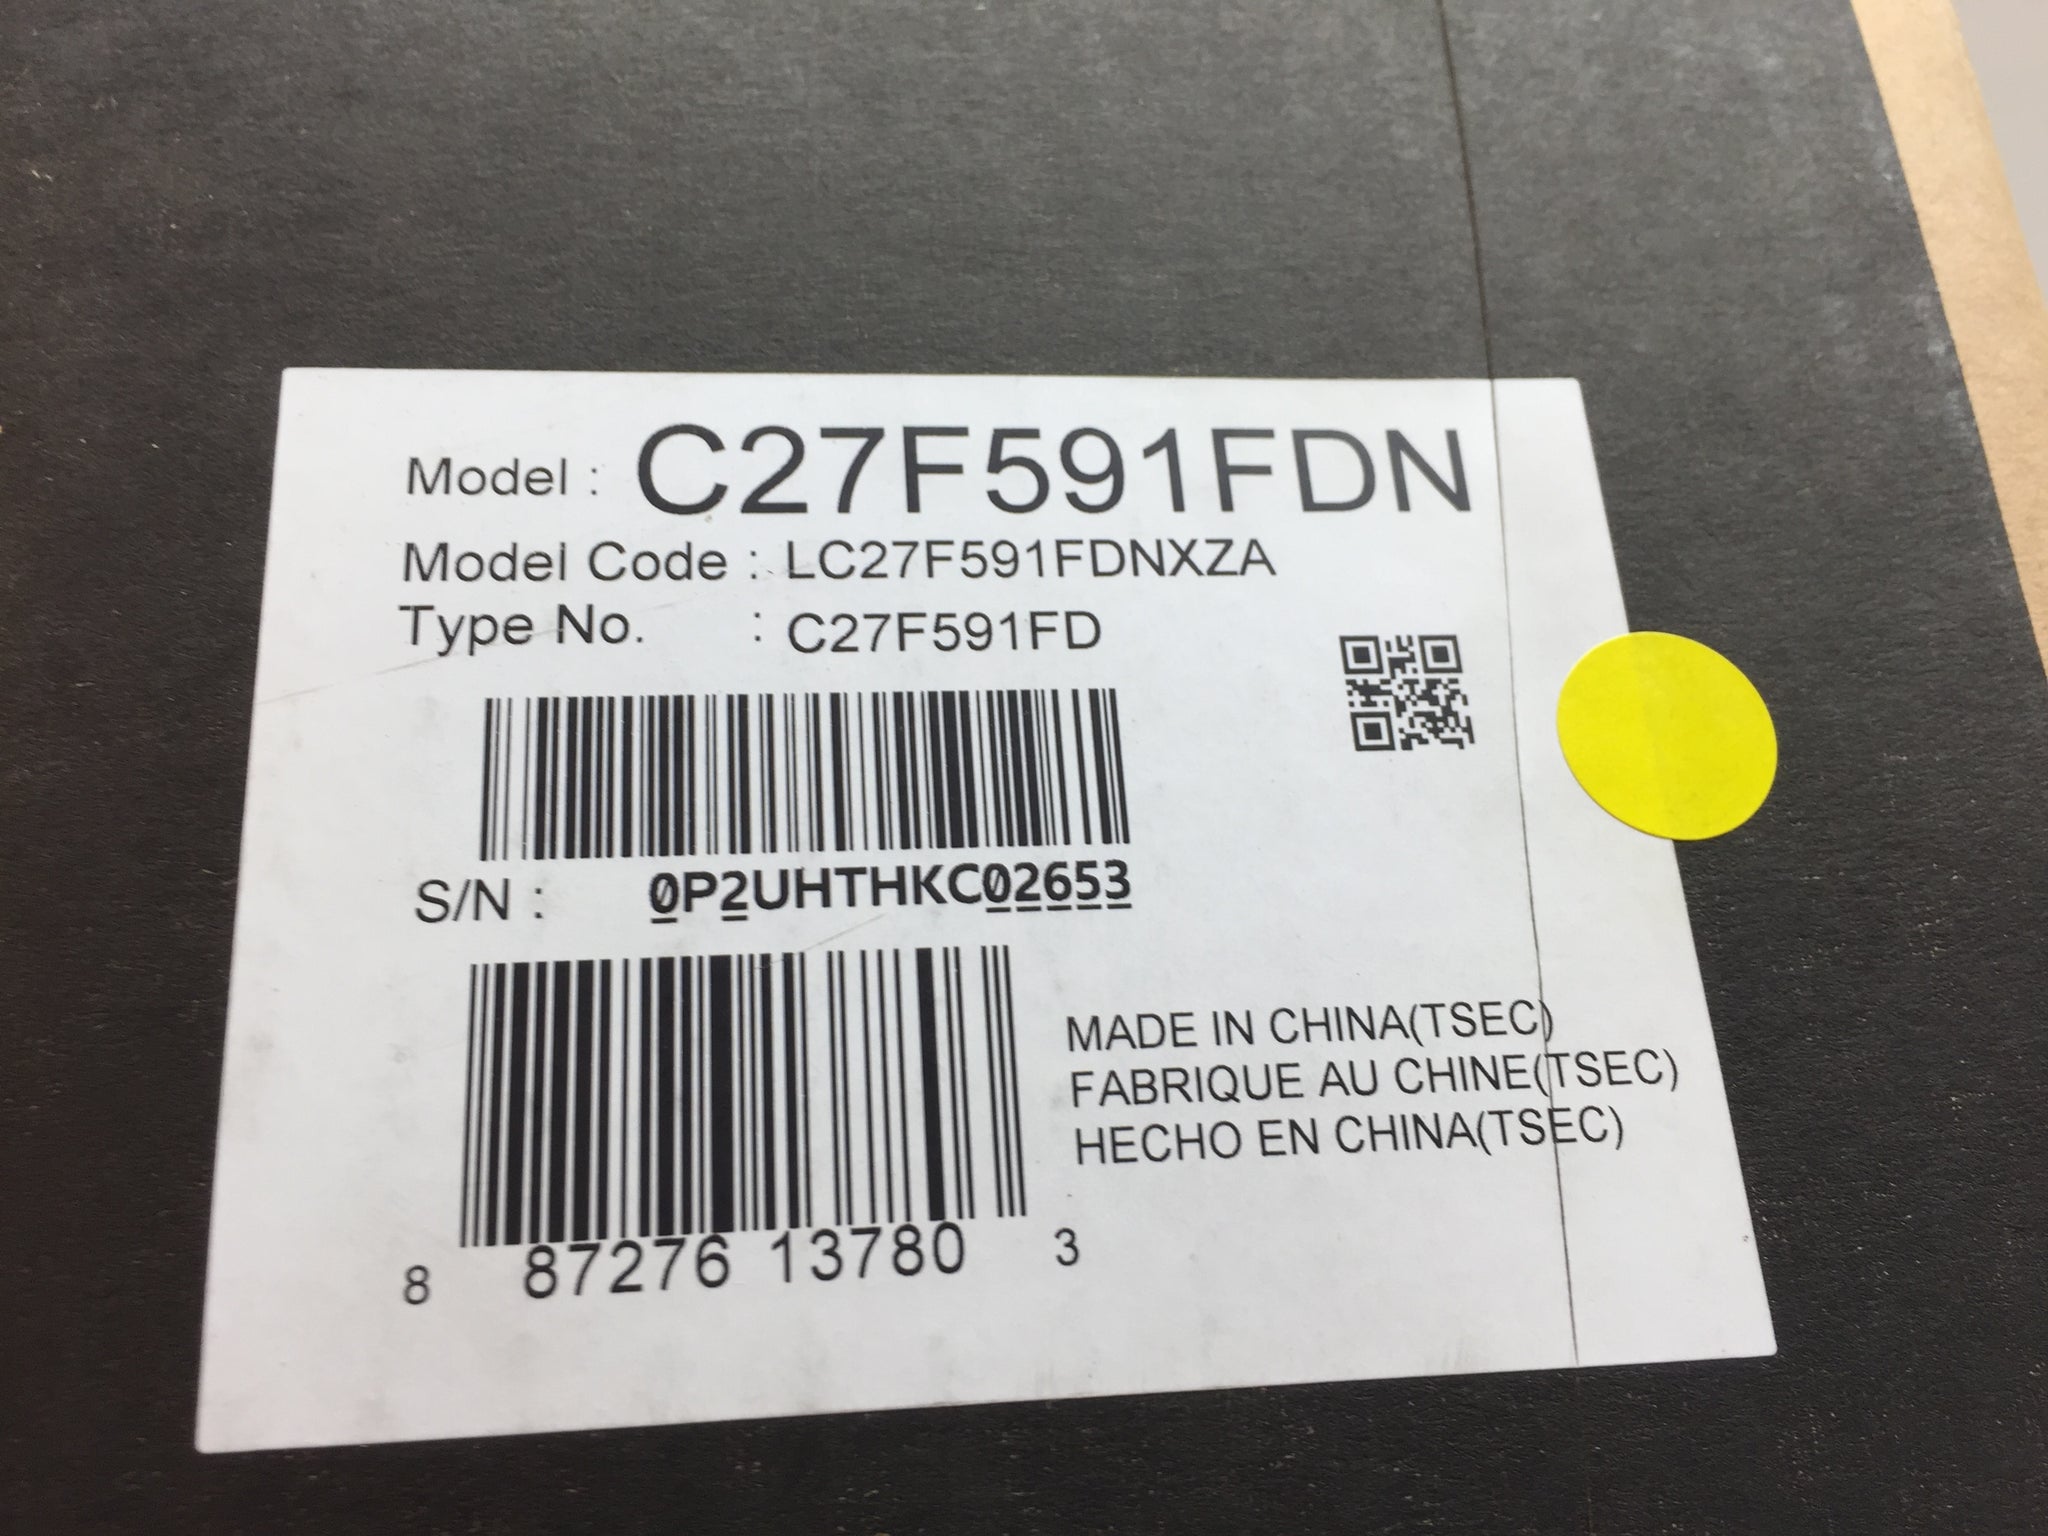 Model : C27F591FDN
Model Code : LC27F591FDNXZA
Type No. : C27F591FD
S/N : 0P2UHTHKC02653
MADE IN CHINA(TSEC)
FABRIQUE AU CHINE(TSEC)
HECHO EN CHINA(TSEC)
8 87276 13780 3